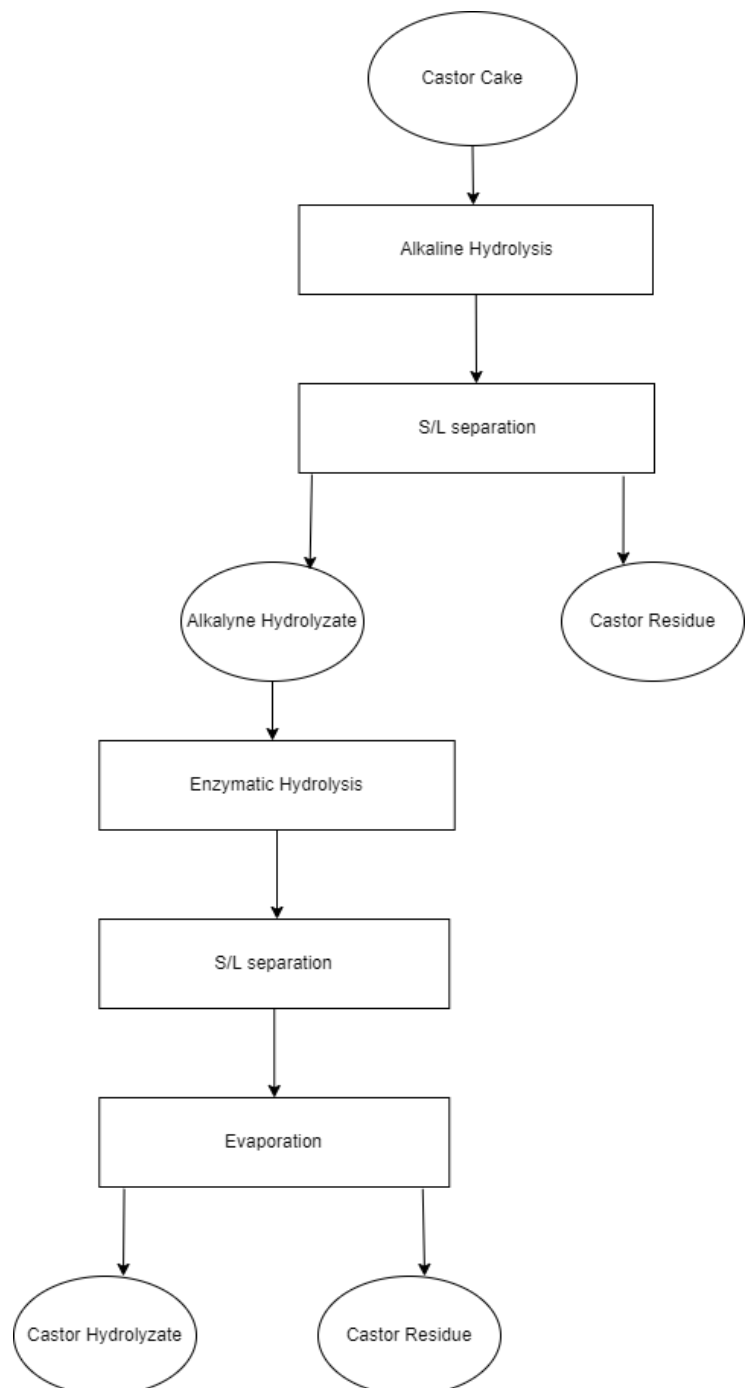 Castor Cake
Alkaline Hydrolysis
S/L separation
Alkalyne Hydrolyzate
Castor Residue
Enzymatic Hydrolysis
S/L separation
Evaporation
Castor Hydrolyzate
Castor Residue